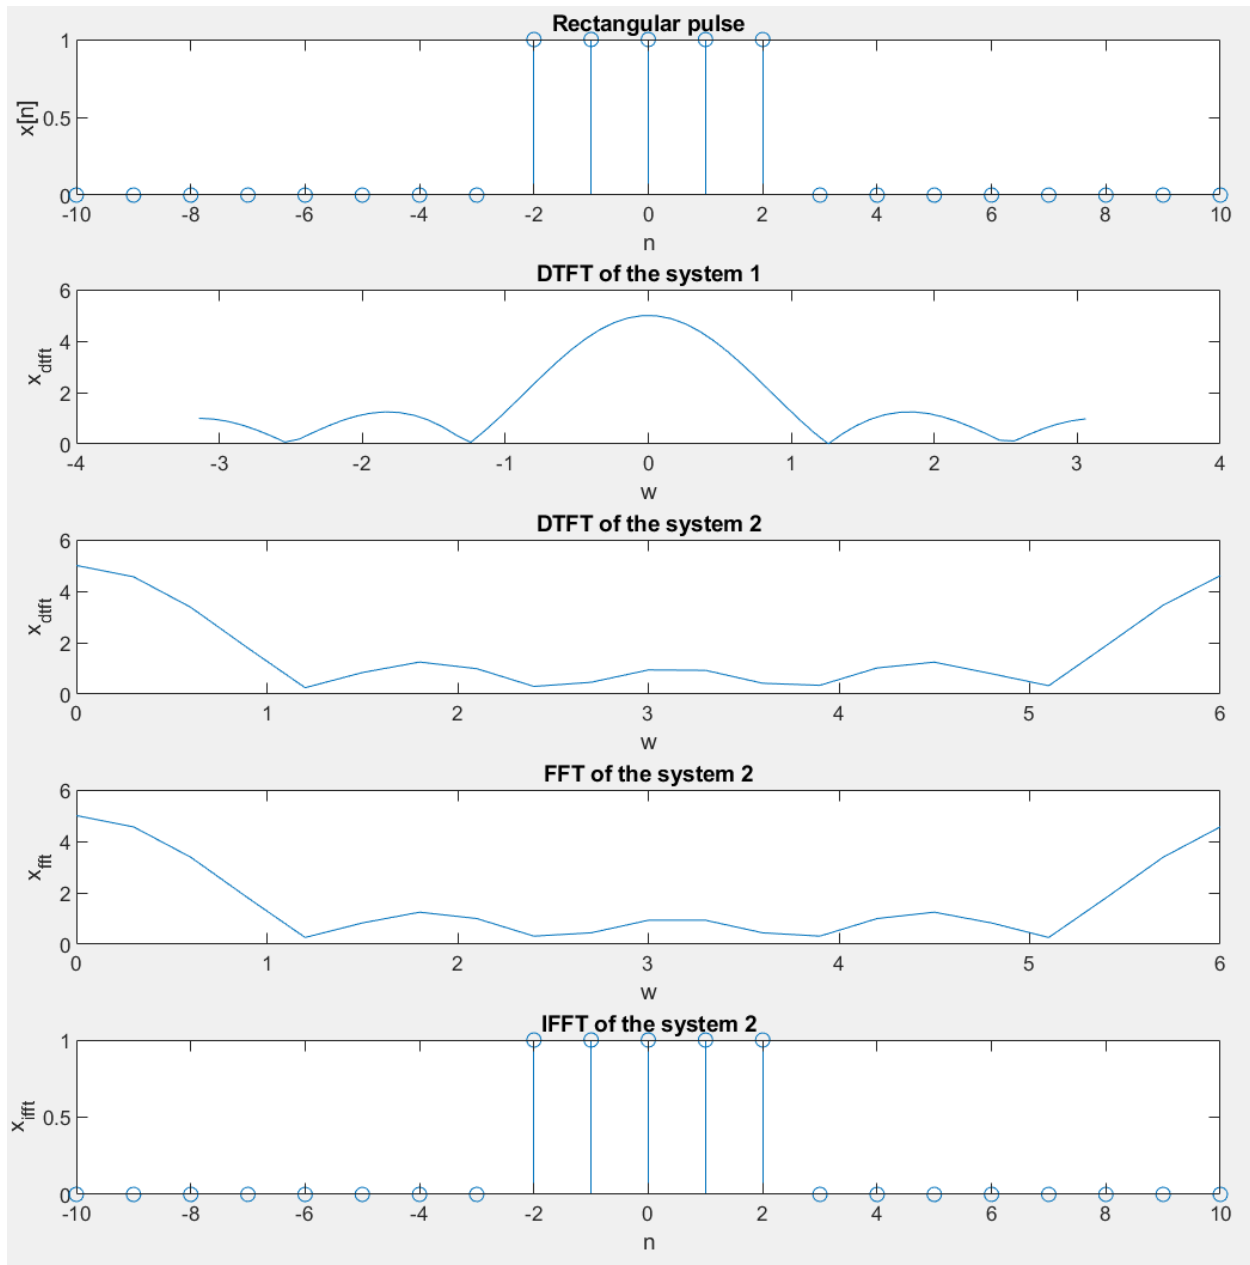 Rectangular pulse
x[n]
1
0.5
0
-10 -8 -6 -4 -2 0 2 4 6 8 10
n
DTFT of the system 1
x_dtft
6
4
2
0
-4 -3 -2 -1 0 1 2 3 4
w
DTFT of the system 2
x_dtft
6
4
2
0
0 1 2 3 4 5 6
w
FFT of the system 2
x_fft
6
4
2
0
0 1 2 3 4 5 6
w
IFFT of the system 2
x_ifft
1
0.5
0
-10 -8 -6 -4 -2 0 2 4 6 8 10
n